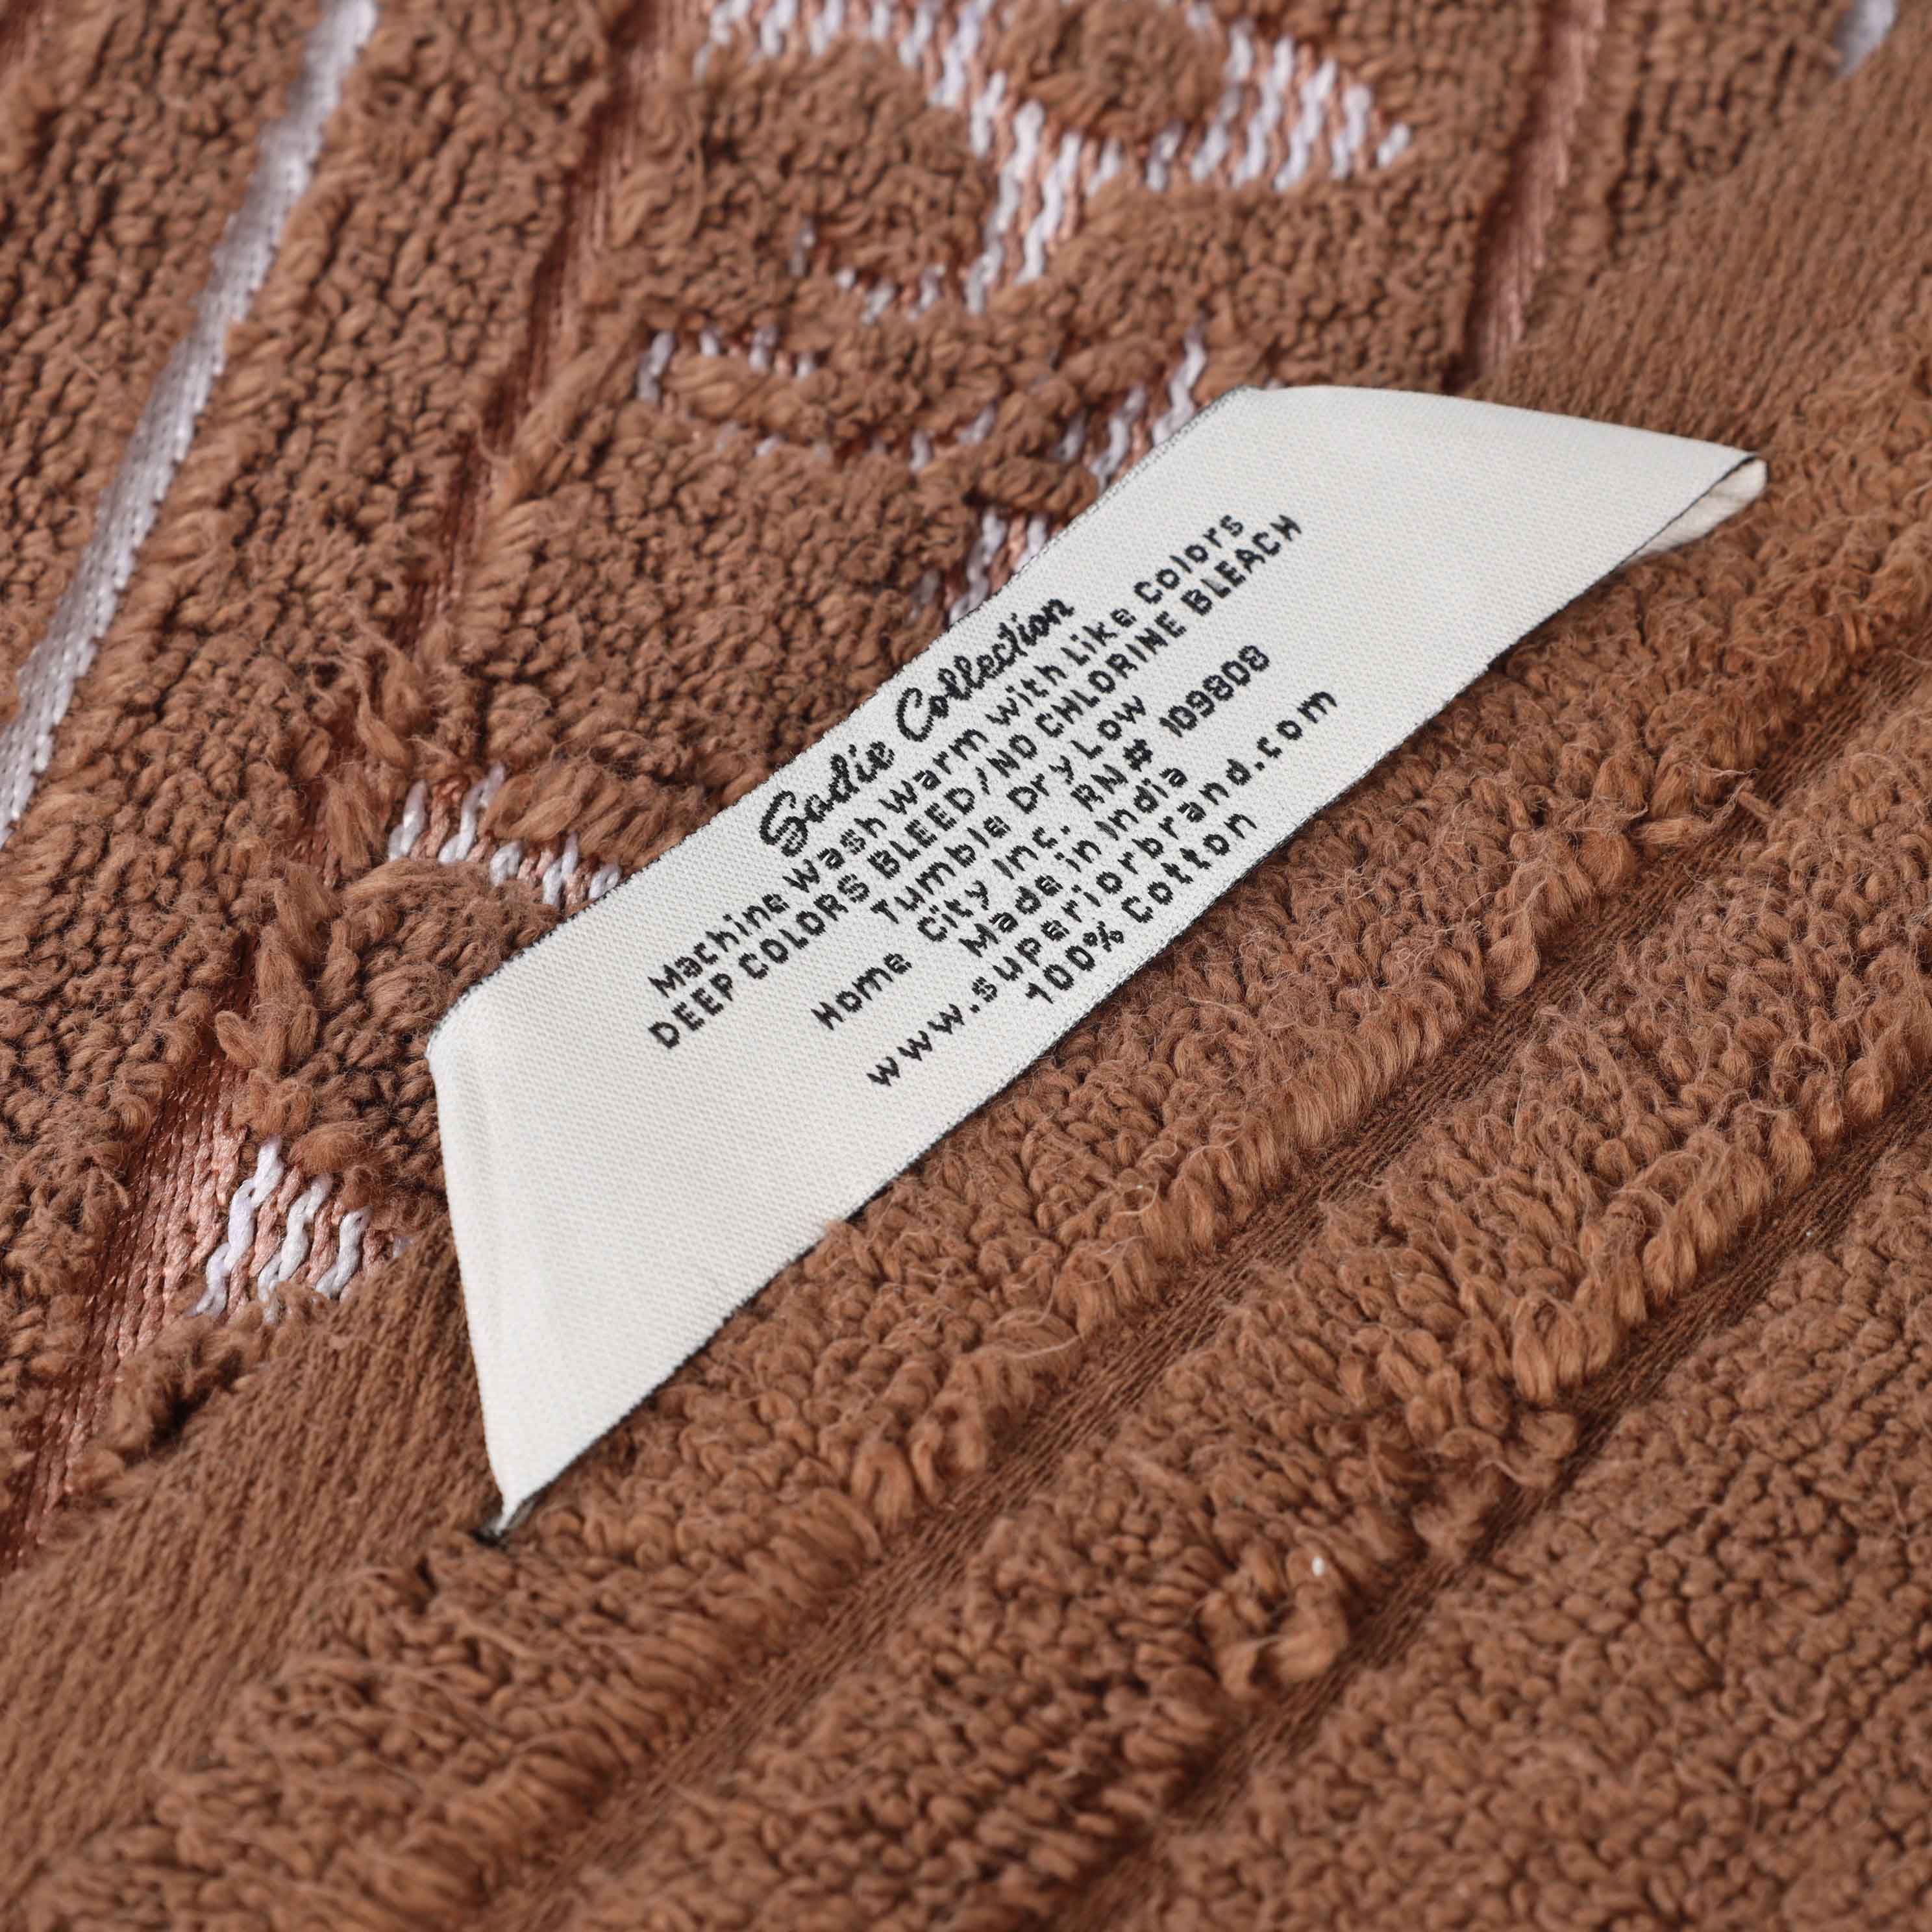 Sadie Collection
Machine Wash Warm with Like Colors
DEEP COLORS BLEED/NO CHLORINE BLEACH
Tumble Dry Low
Home City Inc. RN# 109808
Made in India
www.superiorbrand.com
100% Cotton